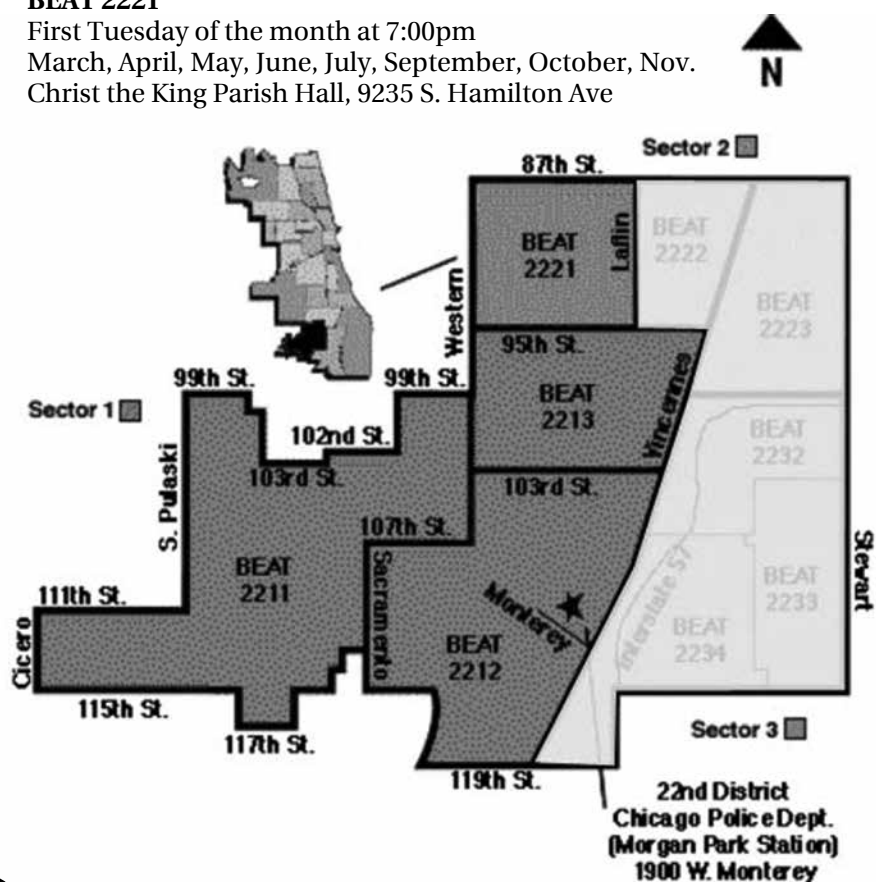 BEAT 2221
First Tuesday of the month at 7:00pm
March, April, May, June, July, September, October, Nov.
Christ the King Parish Hall, 9235 S. Hamilton Ave
N
Sector 2
87th St.
BEAT
2221
Laflin
BEAT
2222
BEAT
2223
Western
95th St.
99th St.
99th St.
Sector 1
BEAT
2213
Vincennes
102nd St.
103rd St.
103rd St.
BEAT
2232
S. Pulaski
107th St.
BEAT
2211
Sacramento
Stewart
111th St.
Monterey
Interstate 57
BEAT
2233
BEAT
2234
Cicero
BEAT
2212
115th St.
117th St.
119th St.
Sector 3
22nd District
Chicago Police Dept.
(Morgan Park Station)
1900 W. Monterey